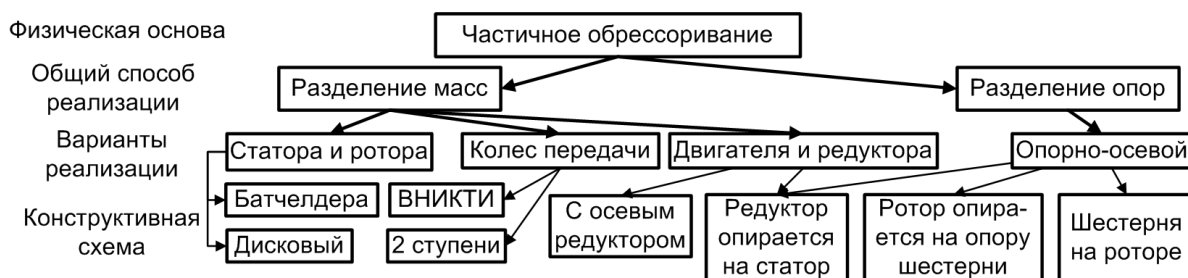 Физическая основа
Частичное обрессоривание
Общий способ
реализации
Разделение масс
Разделение опор
Варианты
реализации
Статора и ротора
Колес передачи
Двигателя и редуктора
Опорно-осевой
Конструктивная
схема
Батчелдера
Дисковый
ВНИКТИ
2 ступени
С осевым
редуктором
Редуктор
опирается
на статор
Ротор опира-
ется на опору
шестерни
Шестерня
на роторе